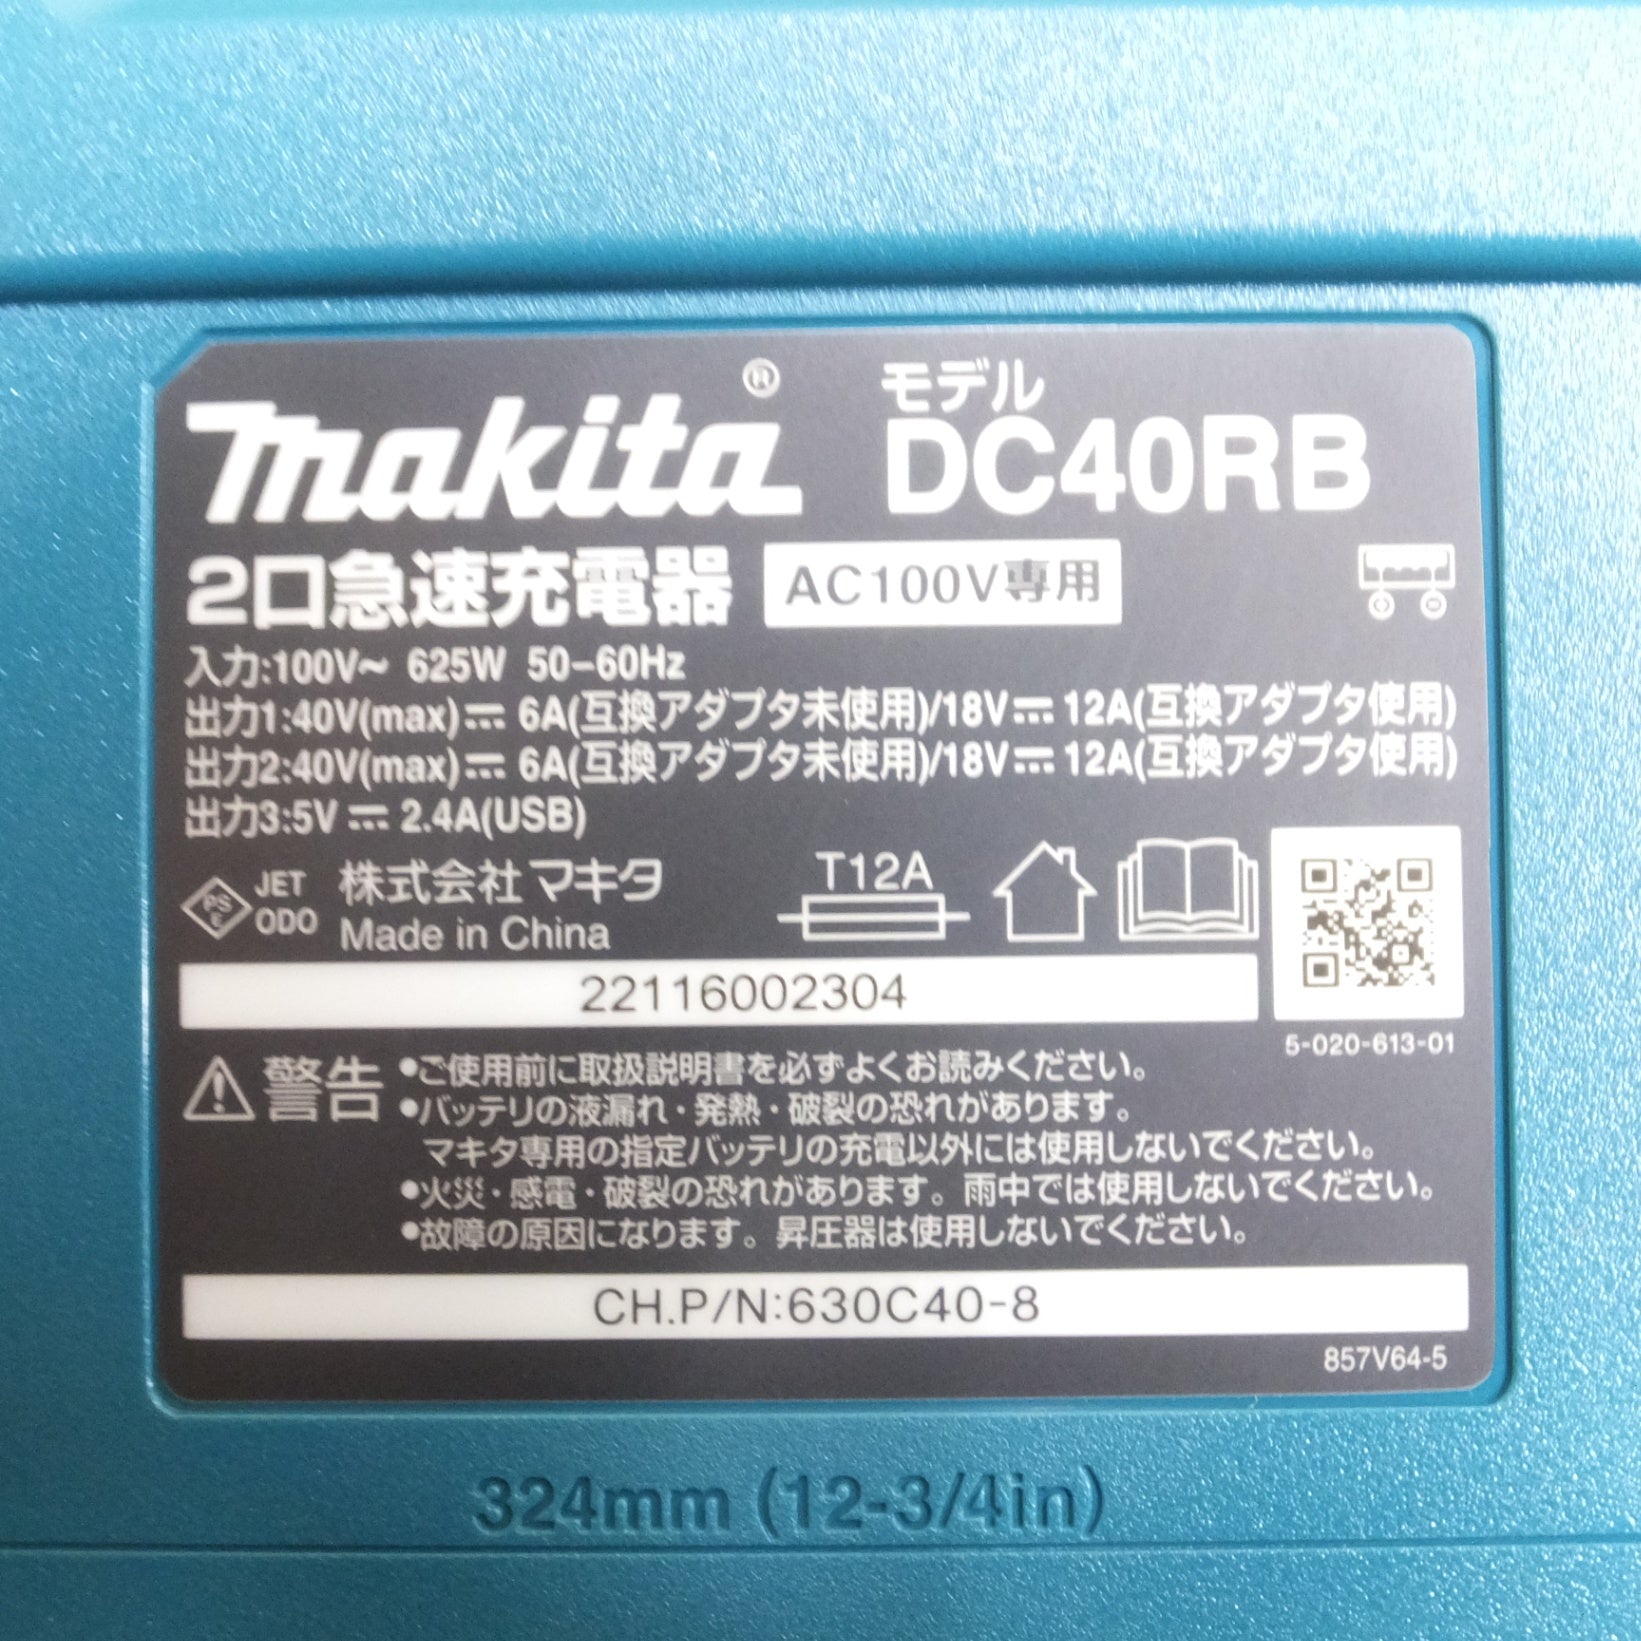 makita®
モデル
DC40RB
2口急速充電器 AC100V専用
入力:100V~ 625W 50-60Hz
出力1:40V(max)⎓ 6A(互換アダプタ未使用)/18V⎓ 12A(互換アダプタ使用)
出力2:40V(max)⎓ 6A(互換アダプタ未使用)/18V⎓ 12A(互換アダプタ使用)
出力3:5V⎓ 2.4A(USB)
PS
E
JET
ODO
株式会社マキタ
Made in China
T12A
22116002304
5-020-613-01
警告
•ご使用前に取扱説明書を必ずよくお読みください。
•バッテリの液漏れ・発熱・破裂の恐れがあります。
マキタ専用の指定バッテリの充電以外には使用しないでください。
•火災・感電・破裂の恐れがあります。雨中では使用しないでください。
•故障の原因になります。昇圧器は使用しないでください。
CH.P/N:630C40-8
857V64-5
324mm (12-3/4in)